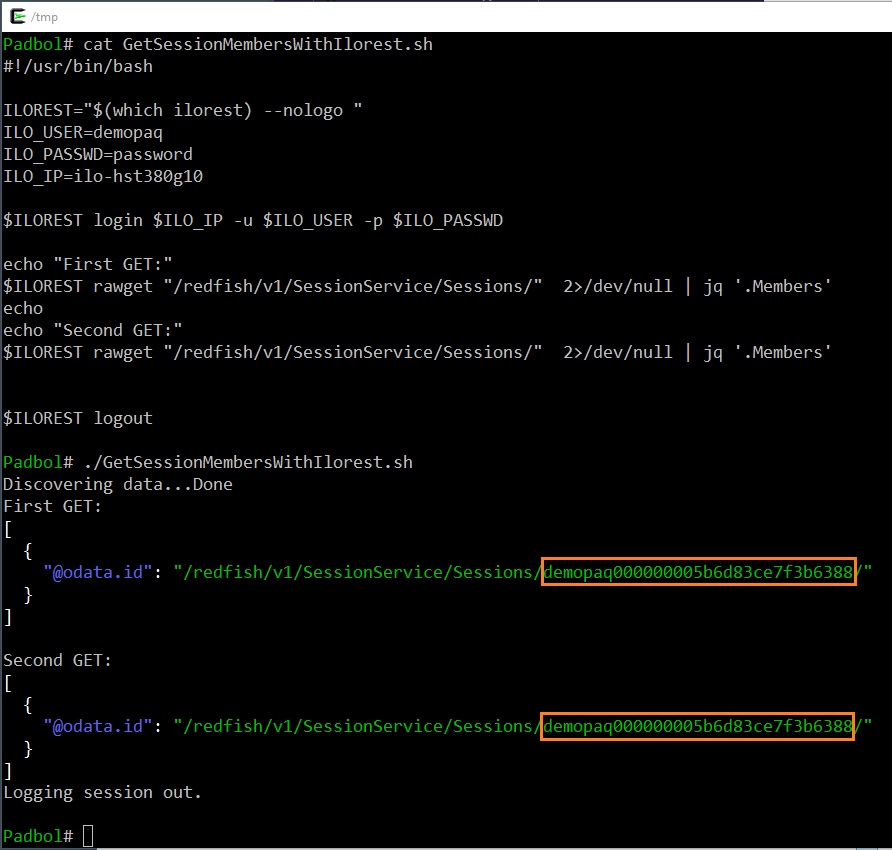 /tmp
Padbol# cat GetSessionMembersWithIlorest.sh
#!/usr/bin/bash
ILOREST="$(which ilorest) --nologo "
ILO_USER=demopaq
ILO_PASSWD=password
ILO_IP=ilo-hst380g10
$ILOREST login $ILO_IP -u $ILO_USER -p $ILO_PASSWD
echo "First GET:"
$ILOREST rawget "/redfish/v1/SessionService/Sessions/"  2>/dev/null | jq '.Members'
echo
echo "Second GET:"
$ILOREST rawget "/redfish/v1/SessionService/Sessions/"  2>/dev/null | jq '.Members'
$ILOREST logout
Padbol# ./GetSessionMembersWithIlorest.sh
Discovering data...Done
First GET:
[
  {
    "@odata.id": "/redfish/v1/SessionService/Sessions/demopaq000000005b6d83ce7f3b6388/"
  }
]
Second GET:
[
  {
    "@odata.id": "/redfish/v1/SessionService/Sessions/demopaq000000005b6d83ce7f3b6388/"
  }
]
Logging session out.
Padbol#